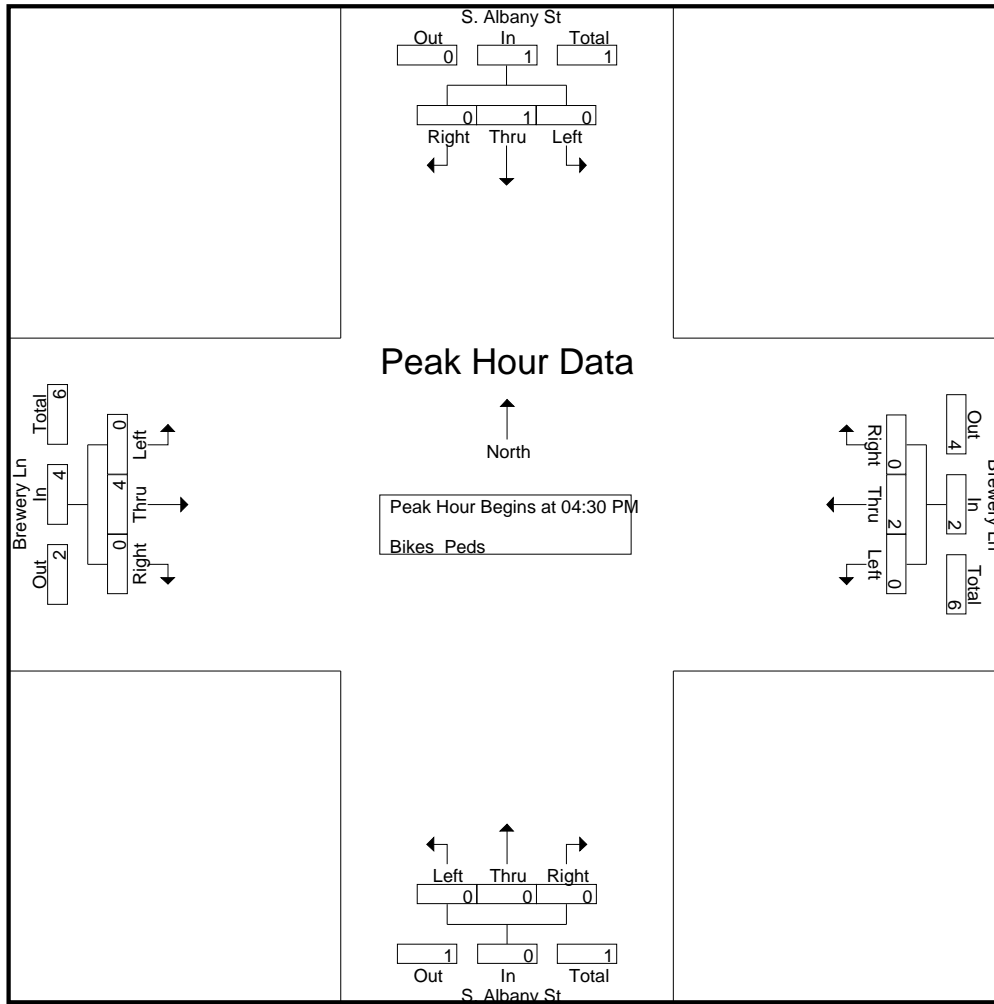 S. Albany St
Out In Total
0 1 1
0 1 0
Right Thru Left
Peak Hour Data
North
Peak Hour Begins at 04:30 PM
Bikes Peds
Brewery Ln
Total In Out
6 4 2
0 4 0
Left Thru Right
Brewery Ln
Out In Total
4 2 6
0 2 0
Right Thru Left
Left Thru Right
0 0 0
1 0 1
Out In Total
S. Albany St